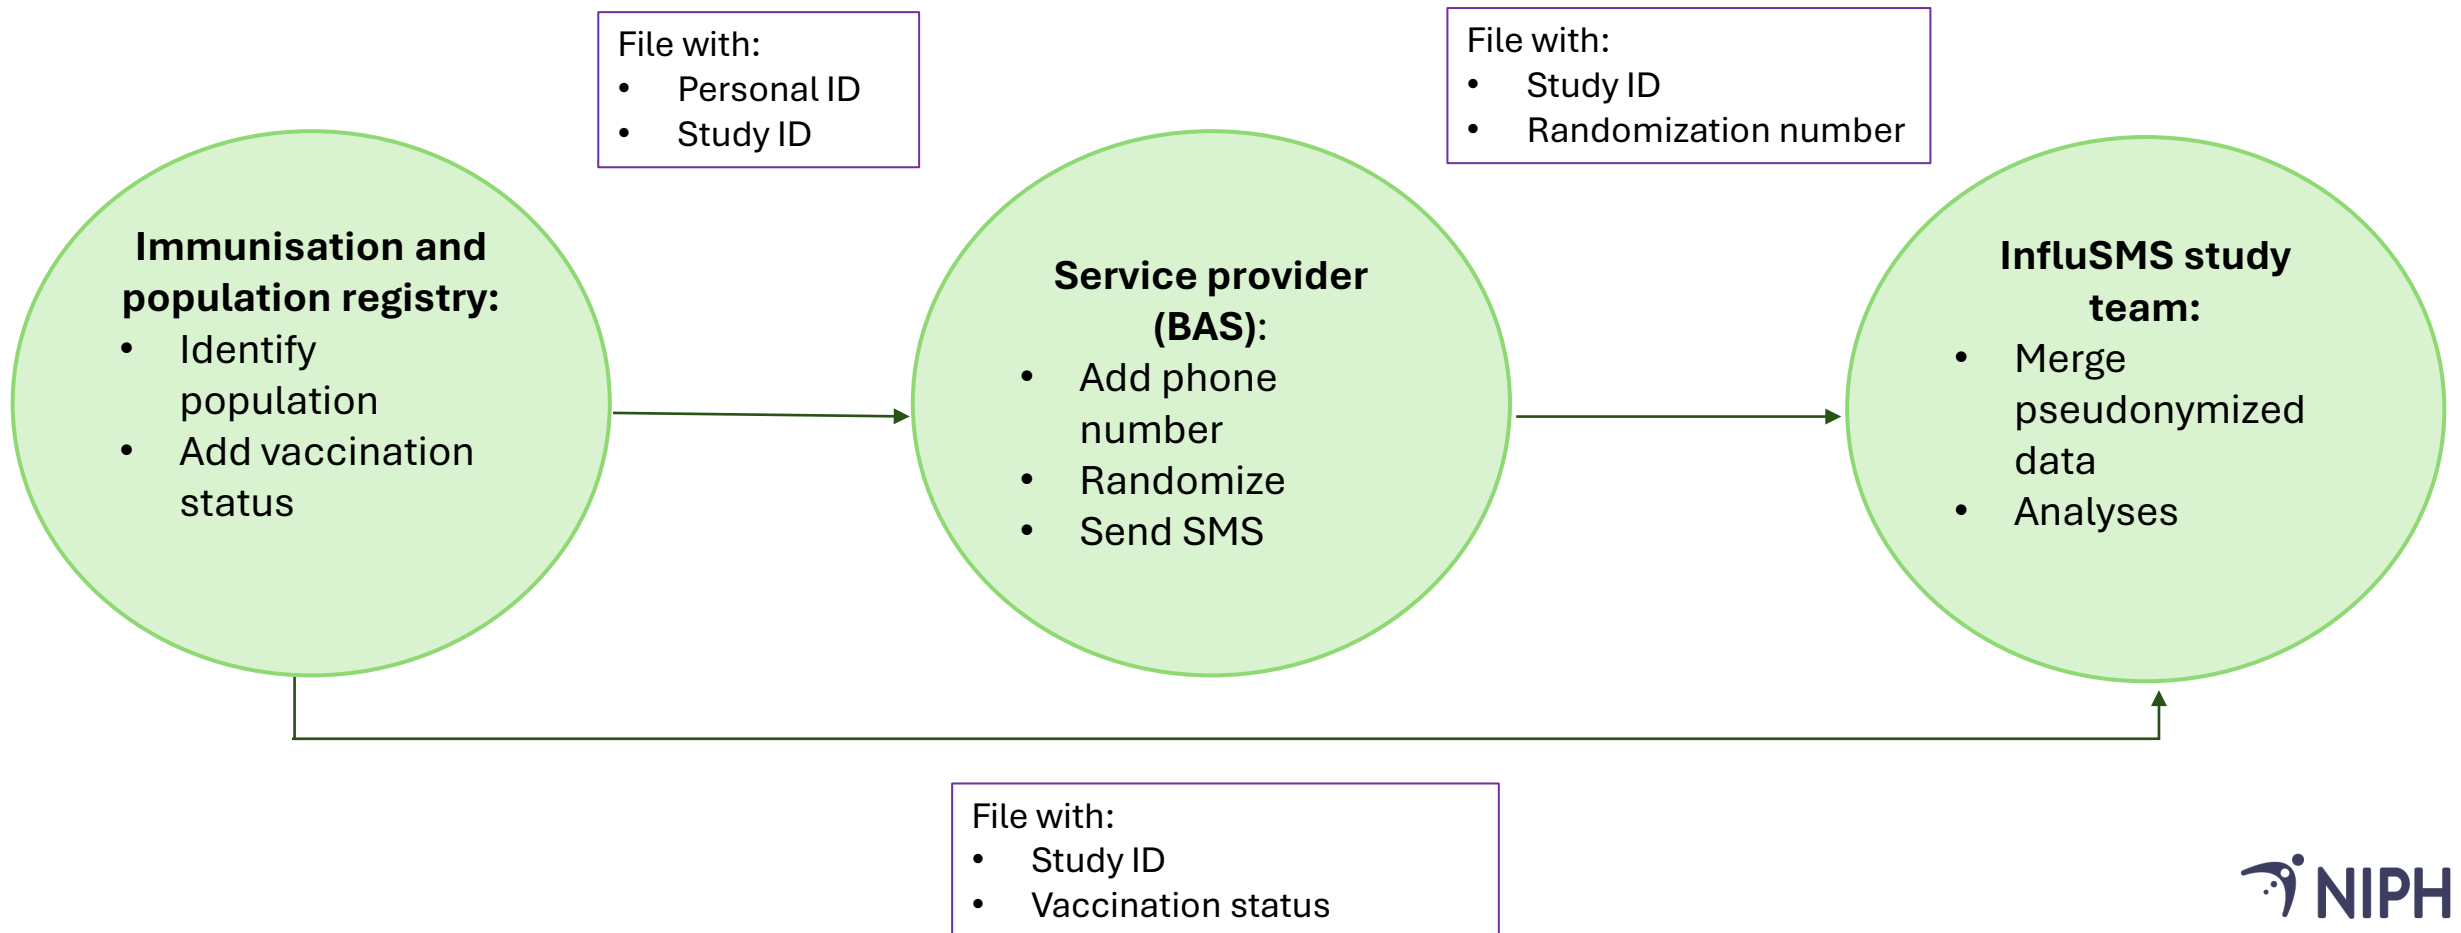 File with:
• Personal ID
• Study ID
File with:
• Study ID
• Randomization number
Immunisation and
population registry:
• Identify
population
• Add vaccination
status
Service provider
(BAS):
• Add phone
number
• Randomize
• Send SMS
InfluSMS study
team:
• Merge
pseudonymized
data
• Analyses
File with:
• Study ID
• Vaccination status
NIPH